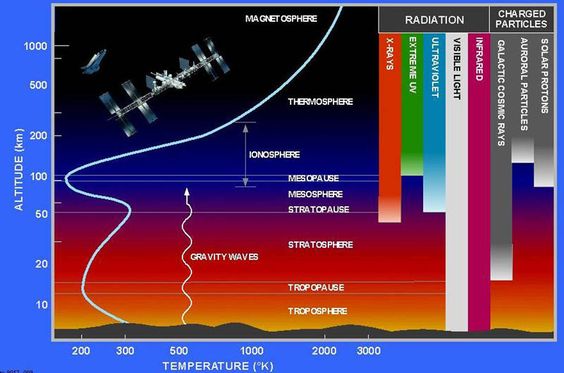 MAGNETOSPHERE
RADIATION
CHARGED
PARTICLES
X-RAYS
EXTREME UV
ULTRAVIOLET
VISIBLE LIGHT
INFRARED
GALACTIC COSMIC RAYS
AURORAL PARTICLES
SOLAR PROTONS
ALTITUDE (km)
1000
500
200
100
50
20
10
THERMOSPHERE
IONOSPHERE
MESOPAUSE
MESOSPHERE
STRATOPAUSE
STRATOSPHERE
GRAVITY WAVES
TROPOPAUSE
TROPOSPHERE
200 300 500 1000 2000 3000
TEMPERATURE (°K)